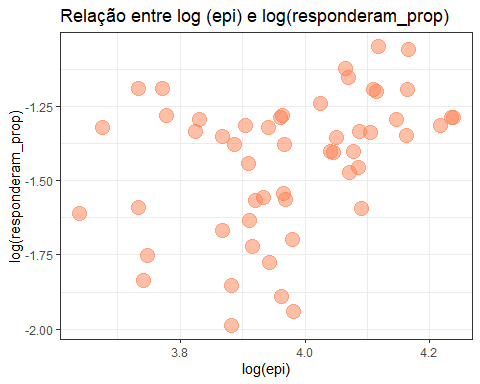 Relação entre log (epi) e log(responderam_prop)
log(responderam_prop)
-1.25
-1.50
-1.75
-2.00
3.8
4.0
4.2
log(epi)